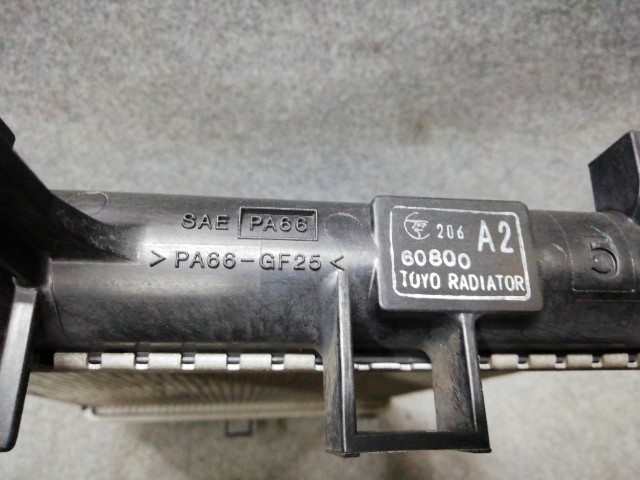 SAE PA66
>PA66-GF25<
206 A2
60800
TOYO RADIATOR
5